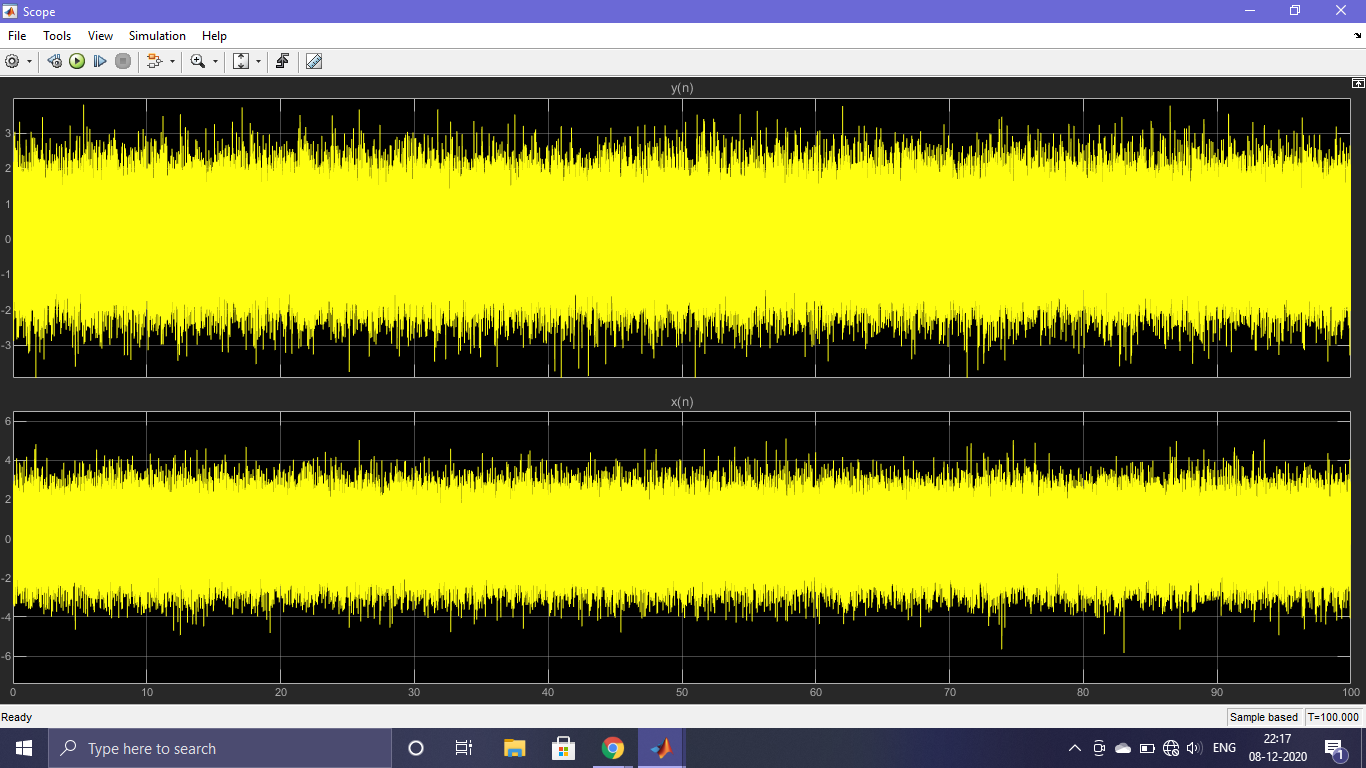 Scope
File Tools View Simulation Help
y(n)
3
2
1
0
-1
-2
-3
x(n)
6
4
2
0
-2
-4
-6
0 10 20 30 40 50 60 70 80 90 100
Ready
Sample based T=100.000
Type here to search
ENG
22:17
08-12-2020
1